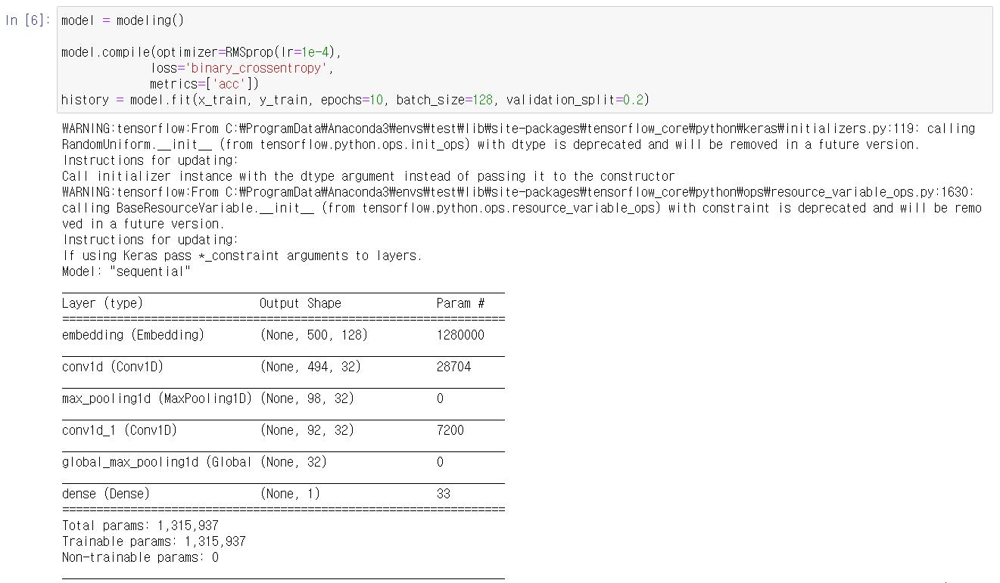 In [6]: model = modeling()
model.compile(optimizer=RMSprop(lr=1e-4),
loss='binary_crossentropy',
metrics=['acc'])
history = model.fit(x_train, y_train, epochs=10, batch_size=128, validation_split=0.2)
WARNING:tensorflow:From C:₩ProgramData₩Anaconda3₩envs₩test₩lib₩site-packages₩tensorflow_core₩python₩keras₩initializers.py:119: calling
RandomUniform.__init__ (from tensorflow.python.ops.init_ops) with dtype is deprecated and will be removed in a future version.
Instructions for updating:
Call initializer instance with the dtype argument instead of passing it to the constructor
WARNING:tensorflow:From C:₩ProgramData₩Anaconda3₩envs₩test₩lib₩site-packages₩tensorflow_core₩python₩ops₩resource_variable_ops.py:1630:
calling BaseResourceVariable.__init__ (from tensorflow.python.ops.resource_variable_ops) with constraint is deprecated and will be remo
ved in a future version.
Instructions for updating:
If using Keras pass *_constraint arguments to layers.
Model: "sequential"
_________________________________________________________________
Layer (type) Output Shape Param #
=================================================================
embedding (Embedding) (None, 500, 128) 1280000
_________________________________________________________________
conv1d (Conv1D) (None, 494, 32) 28704
_________________________________________________________________
max_pooling1d (MaxPooling1D) (None, 98, 32) 0
_________________________________________________________________
conv1d_1 (Conv1D) (None, 92, 32) 7200
_________________________________________________________________
global_max_pooling1d (Global (None, 32) 0
_________________________________________________________________
dense (Dense) (None, 1) 33
=================================================================
Total params: 1,315,937
Trainable params: 1,315,937
Non-trainable params: 0
_________________________________________________________________